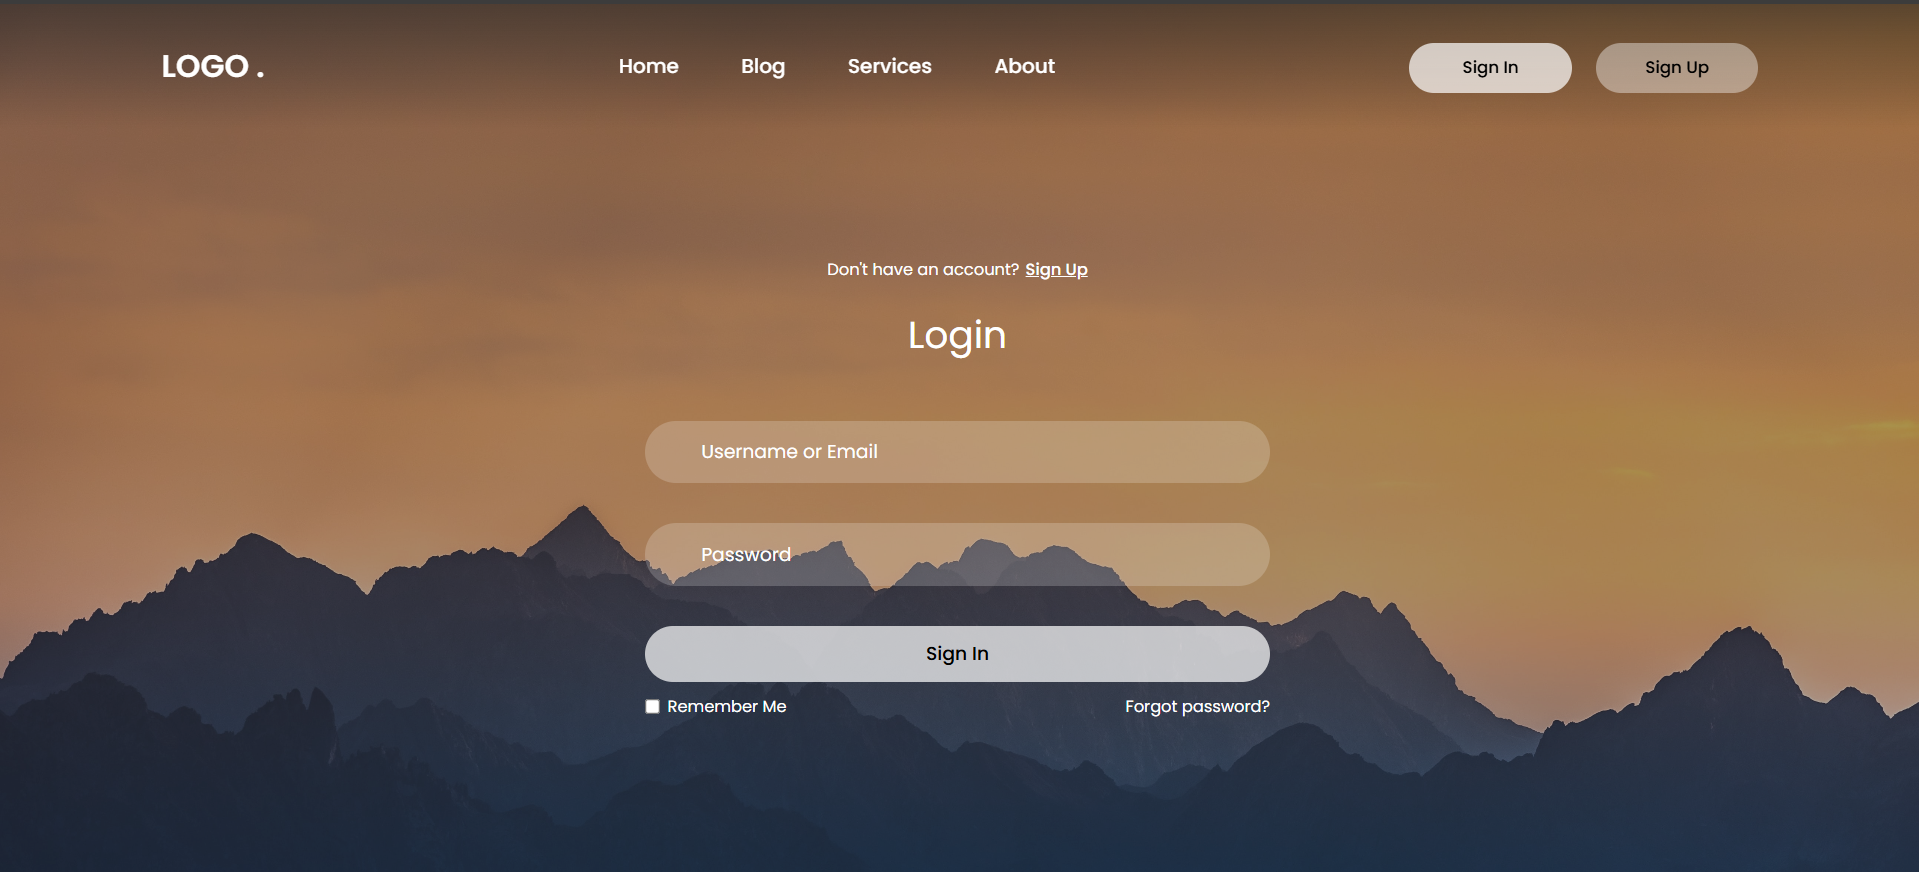 LOGO .
Home Blog Services About
Sign In Sign Up
Don't have an account? Sign Up
Login
Username or Email
Password
Sign In
Remember Me Forgot password?